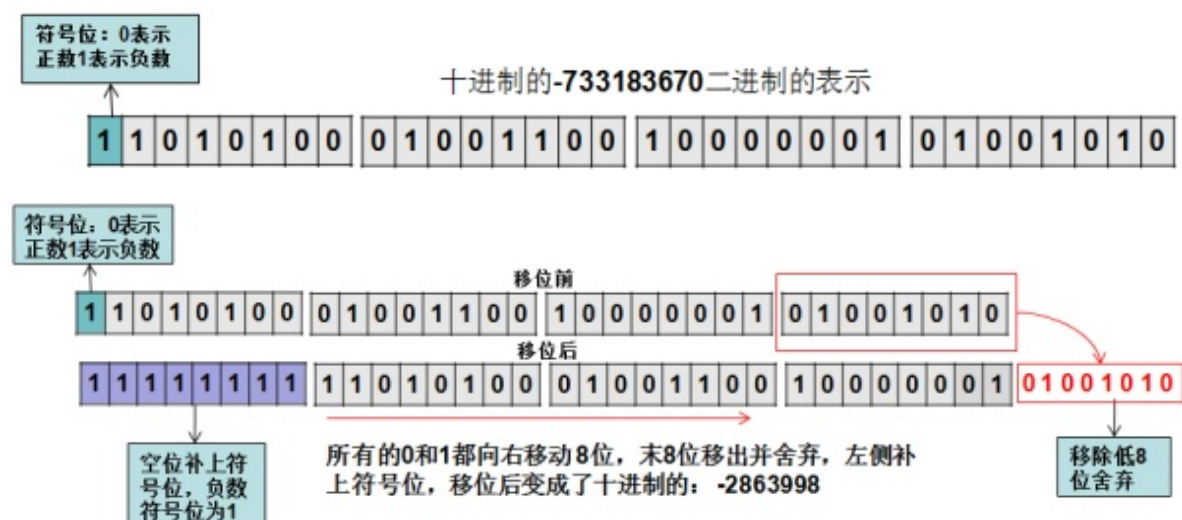 符号位：0表示
正数1表示负数
十进制的-733183670二进制的表示
1 1 0 1 0 1 0 0 0 1 0 0 1 1 0 0 1 0 0 0 0 0 0 1 0 1 0 0 1 0 1 0
符号位：0表示
正数1表示负数
移位前
1 1 0 1 0 1 0 0 0 1 0 0 1 1 0 0 1 0 0 0 0 0 0 1 0 1 0 0 1 0 1 0
移位后
1 1 1 1 1 1 1 1 1 1 0 1 0 1 0 0 0 1 0 0 1 1 0 0 1 0 0 0 0 0 0 1 0 1 0 0 1 0 1 0
空位补上符
号位，负数
符号位为1
所有的0和1都向右移动8位，末8位移出并舍弃，左侧补
上符号位，移位后变成了十进制的：-2863998
移除低8
位舍弃